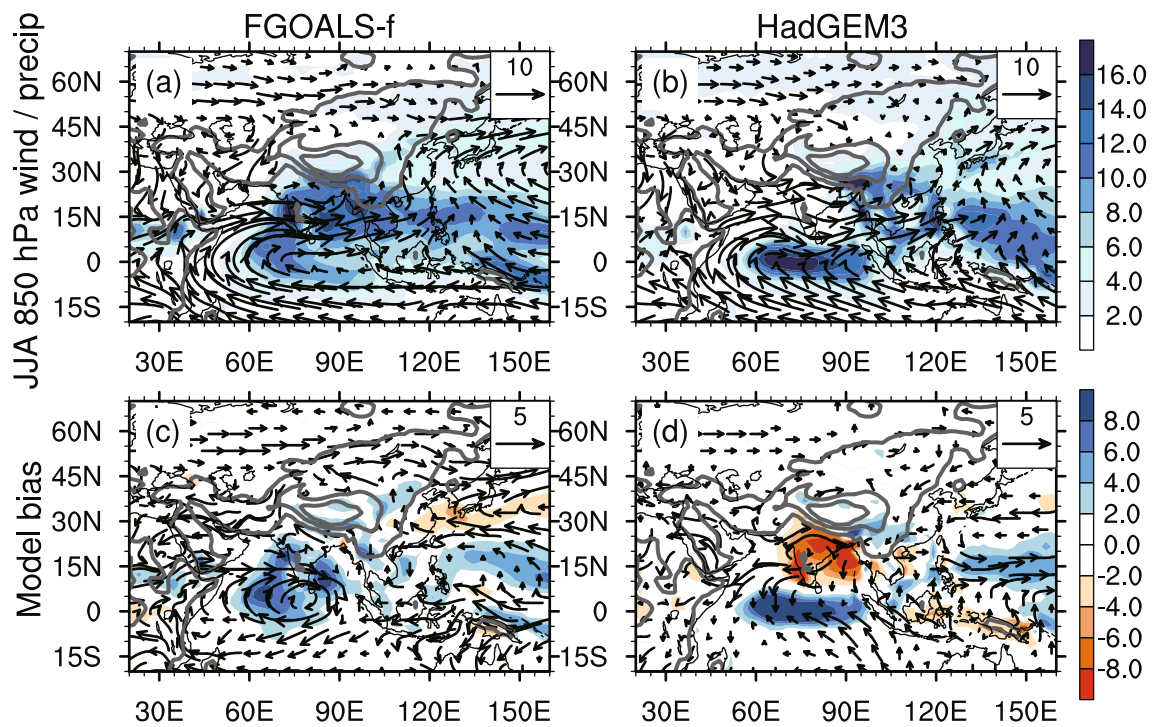 FGOALS-f HadGEM3
JJA 850 hPa wind / precip
(a) 10 (b) 10
60N 60N 16.0
14.0
45N 45N 12.0
30N 30N 10.0
15N 15N 8.0
6.0
0 0 4.0
15S 15S 2.0
30E 60E 90E 120E 150E 30E 60E 90E 120E 150E
Model bias
(c) 5 (d) 5
8.0
60N 60N 6.0
45N 45N 4.0
2.0
30N 30N 0.0
15N 15N -2.0
0 0 -4.0
-6.0
15S 15S -8.0
30E 60E 90E 120E 150E 30E 60E 90E 120E 150E